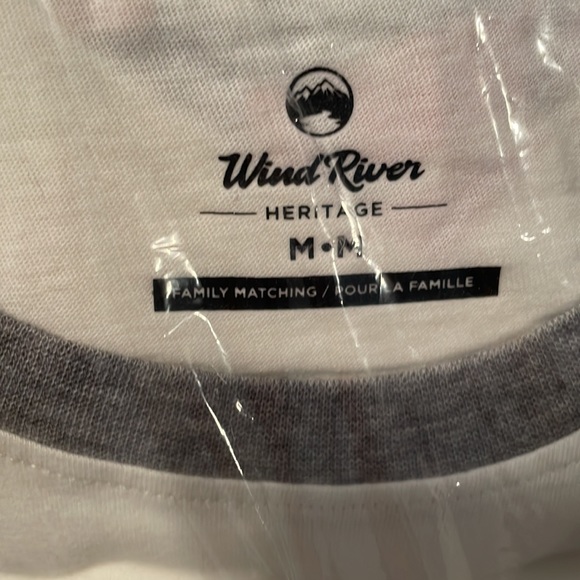 Wind River
HERITAGE
M•M
FAMILY MATCHING / POUR LA FAMILLE